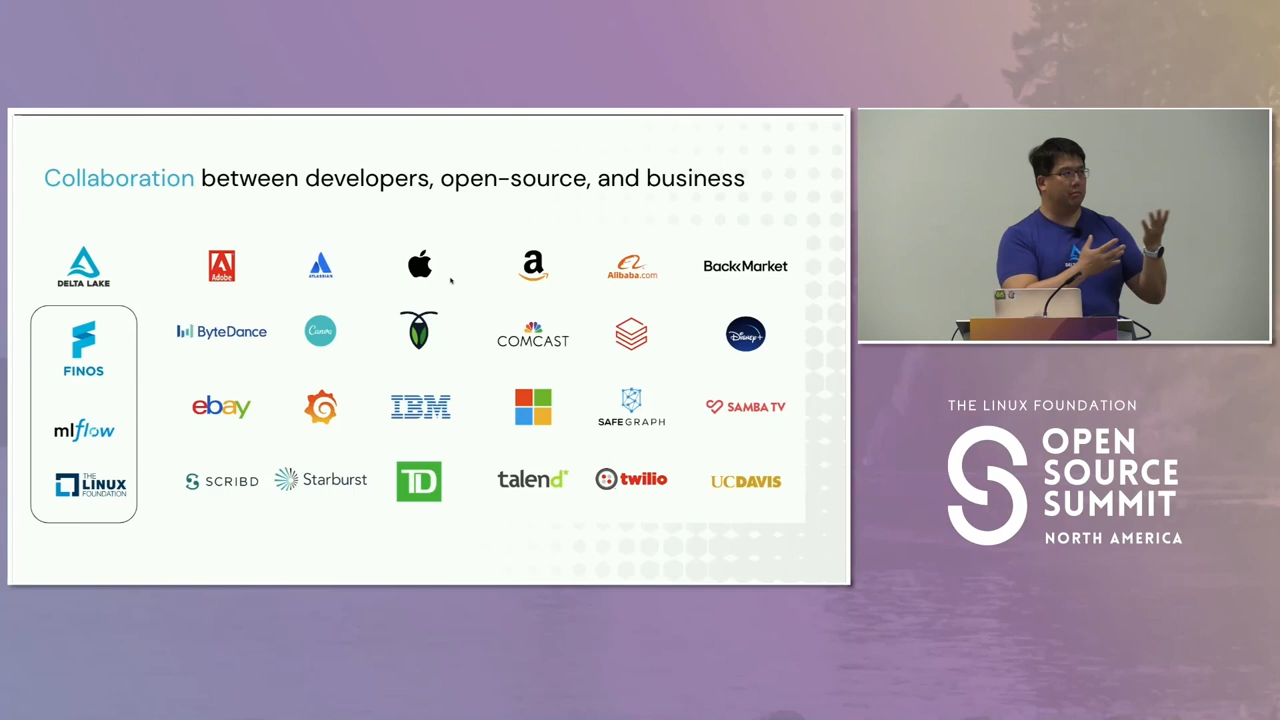 Collaboration between developers, open-source, and business
DELTA LAKE
Adobe
ATLASSIAN
a
Alibaba.com
BackMarket
FINOS
ByteDance
Canva
COMCAST
Disney+
mlflow
ebay
IBM
SAFEGRAPH
SAMBA TV
THE
LINUX
FOUNDATION
SCRIBD
Starburst
TD
talend
twilio
UCDAVIS
THE LINUX FOUNDATION
OPEN
SOURCE
SUMMIT
NORTH AMERICA